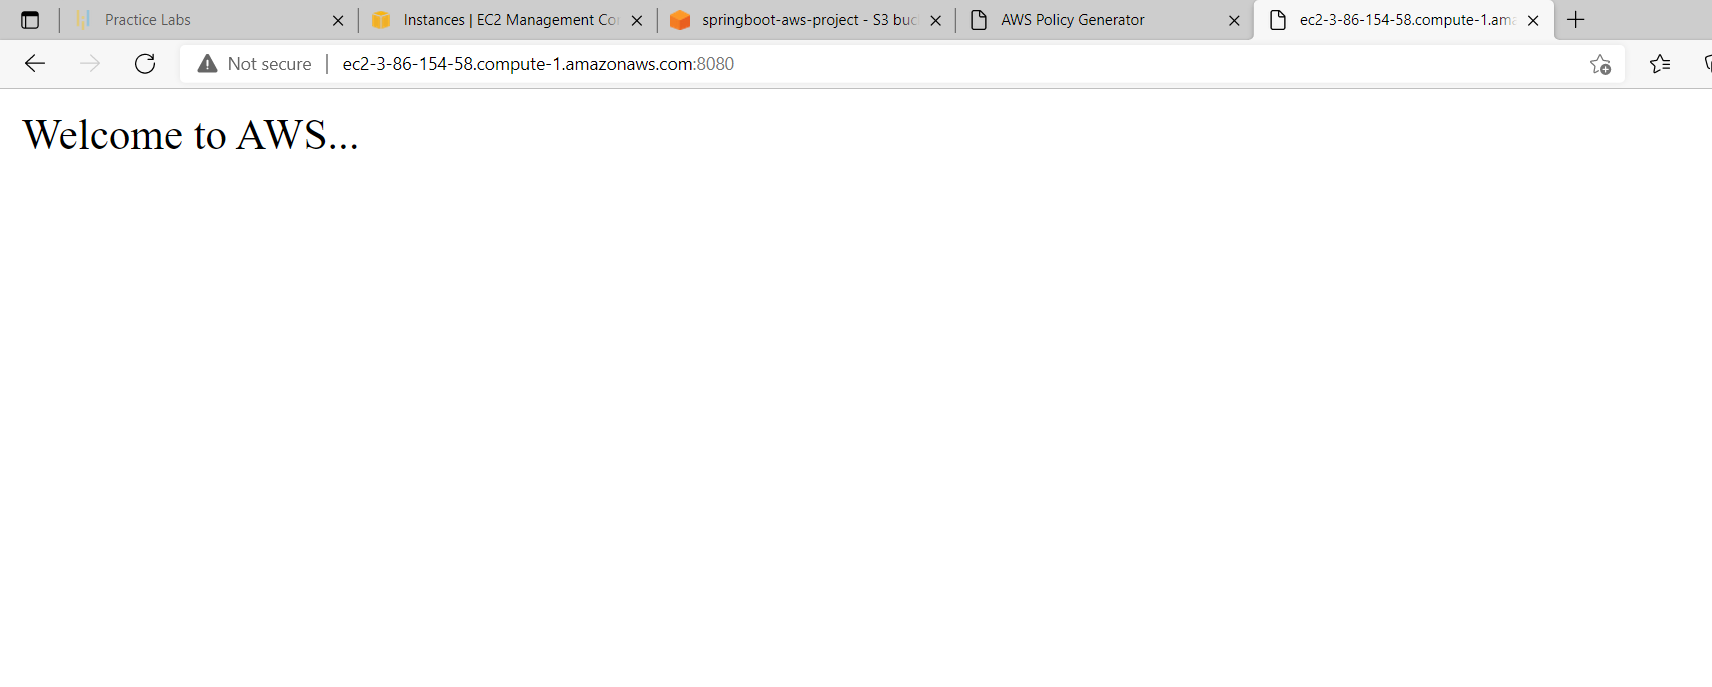 Practice Labs
Instances | EC2 Management Co
springboot-aws-project - S3 buc
AWS Policy Generator
ec2-3-86-154-58.compute-1.ama
Not secure | ec2-3-86-154-58.compute-1.amazonaws.com:8080
Welcome to AWS...